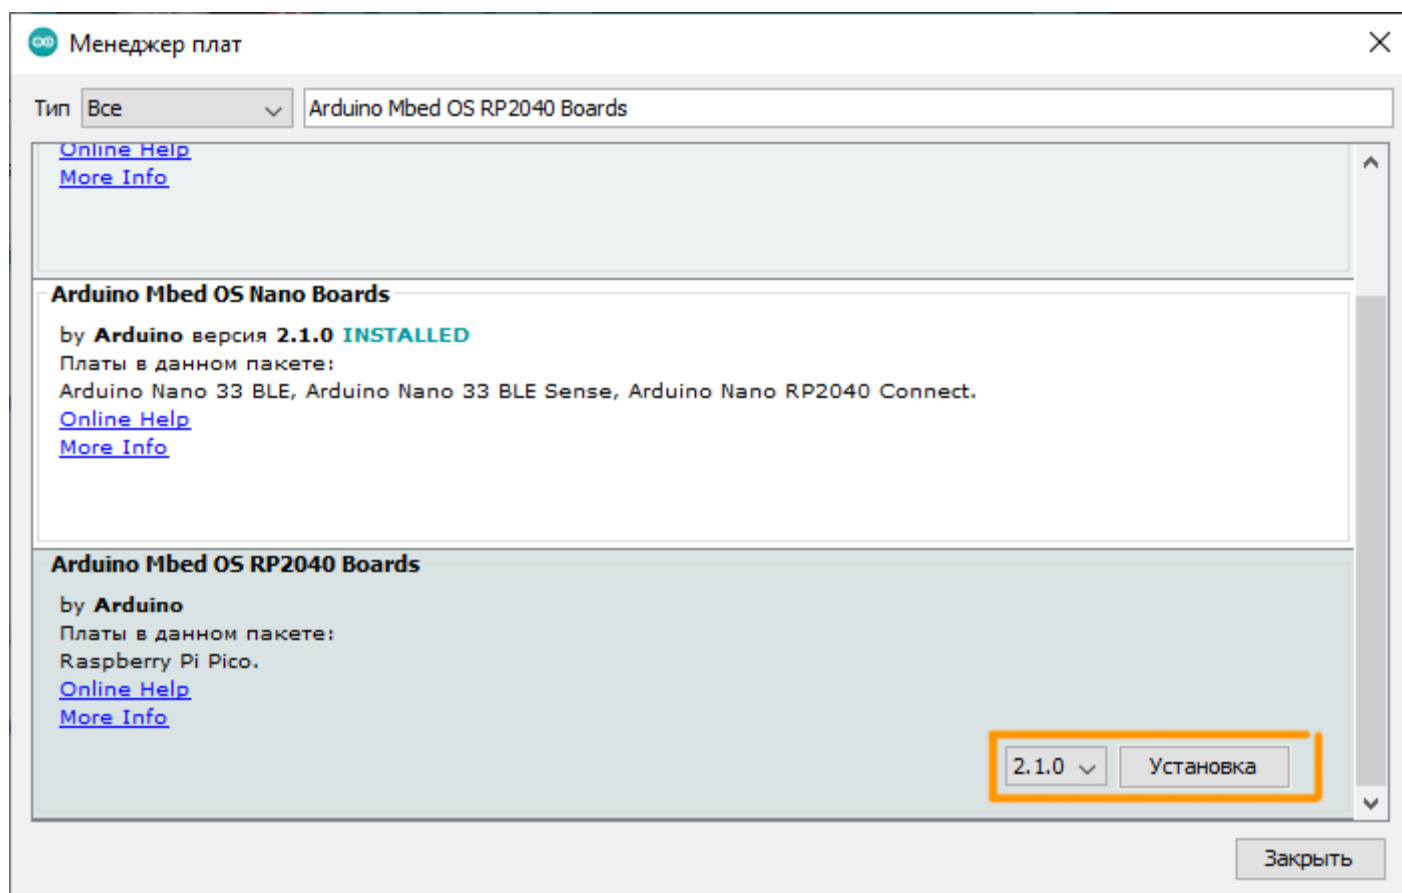 Менеджер плат
Тип Все Arduino Mbed OS RP2040 Boards
Online Help
More Info
Arduino Mbed OS Nano Boards
by Arduino версия 2.1.0 INSTALLED
Платы в данном пакете:
Arduino Nano 33 BLE, Arduino Nano 33 BLE Sense, Arduino Nano RP2040 Connect.
Online Help
More Info
Arduino Mbed OS RP2040 Boards
by Arduino
Платы в данном пакете:
Raspberry Pi Pico.
Online Help
More Info
2.1.0 Установка
Закрыть